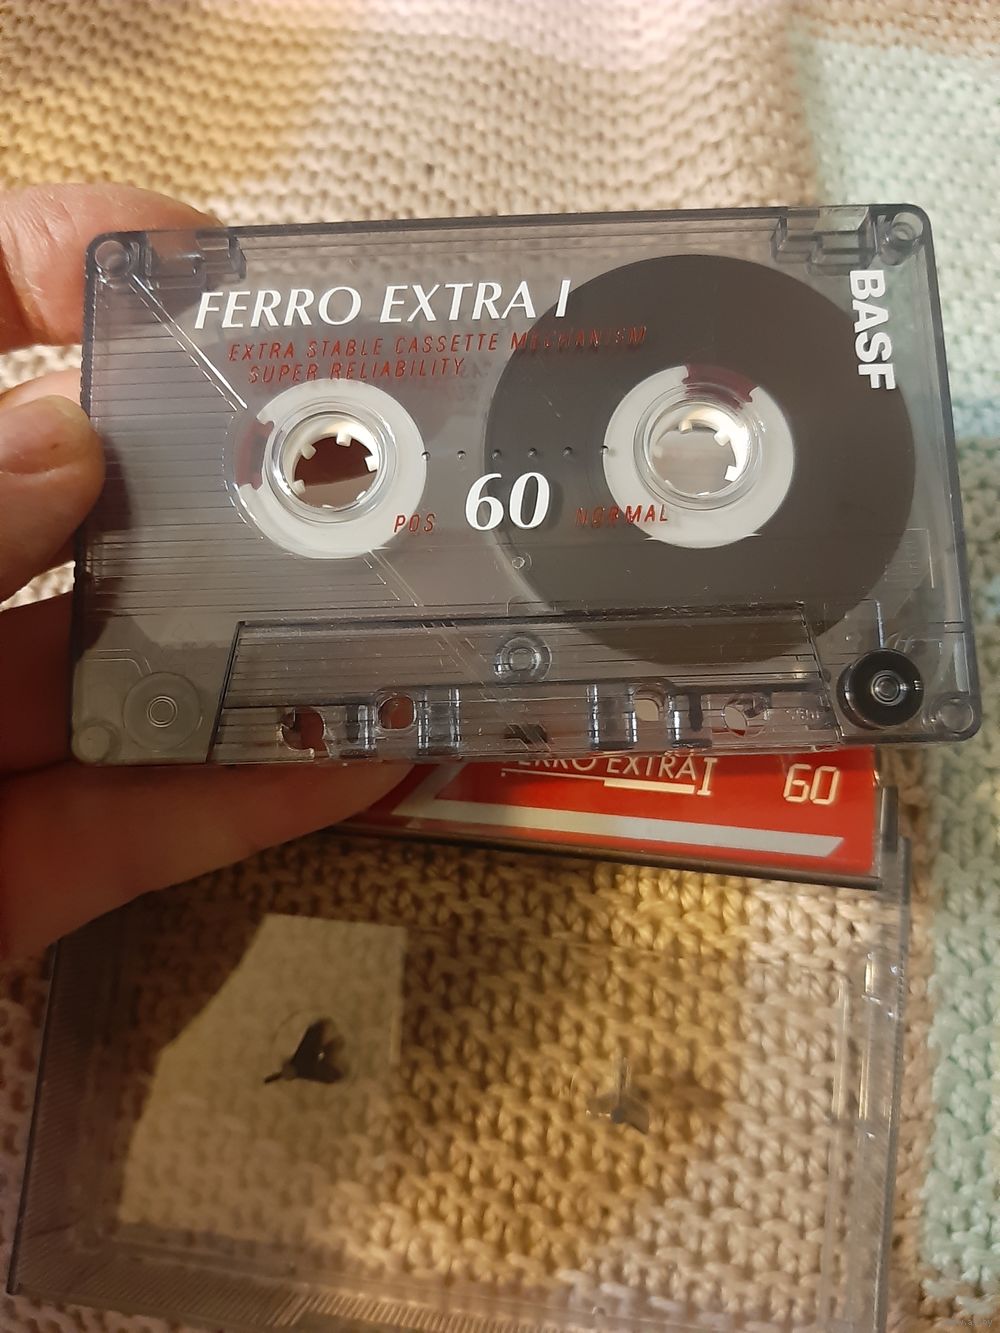 FERRO EXTRA I
EXTRA STABLE CASSETTE MECHANISM
SUPER RELIABILITY
BASF
POS 60 NORMAL
FERRO EXTRA I 60